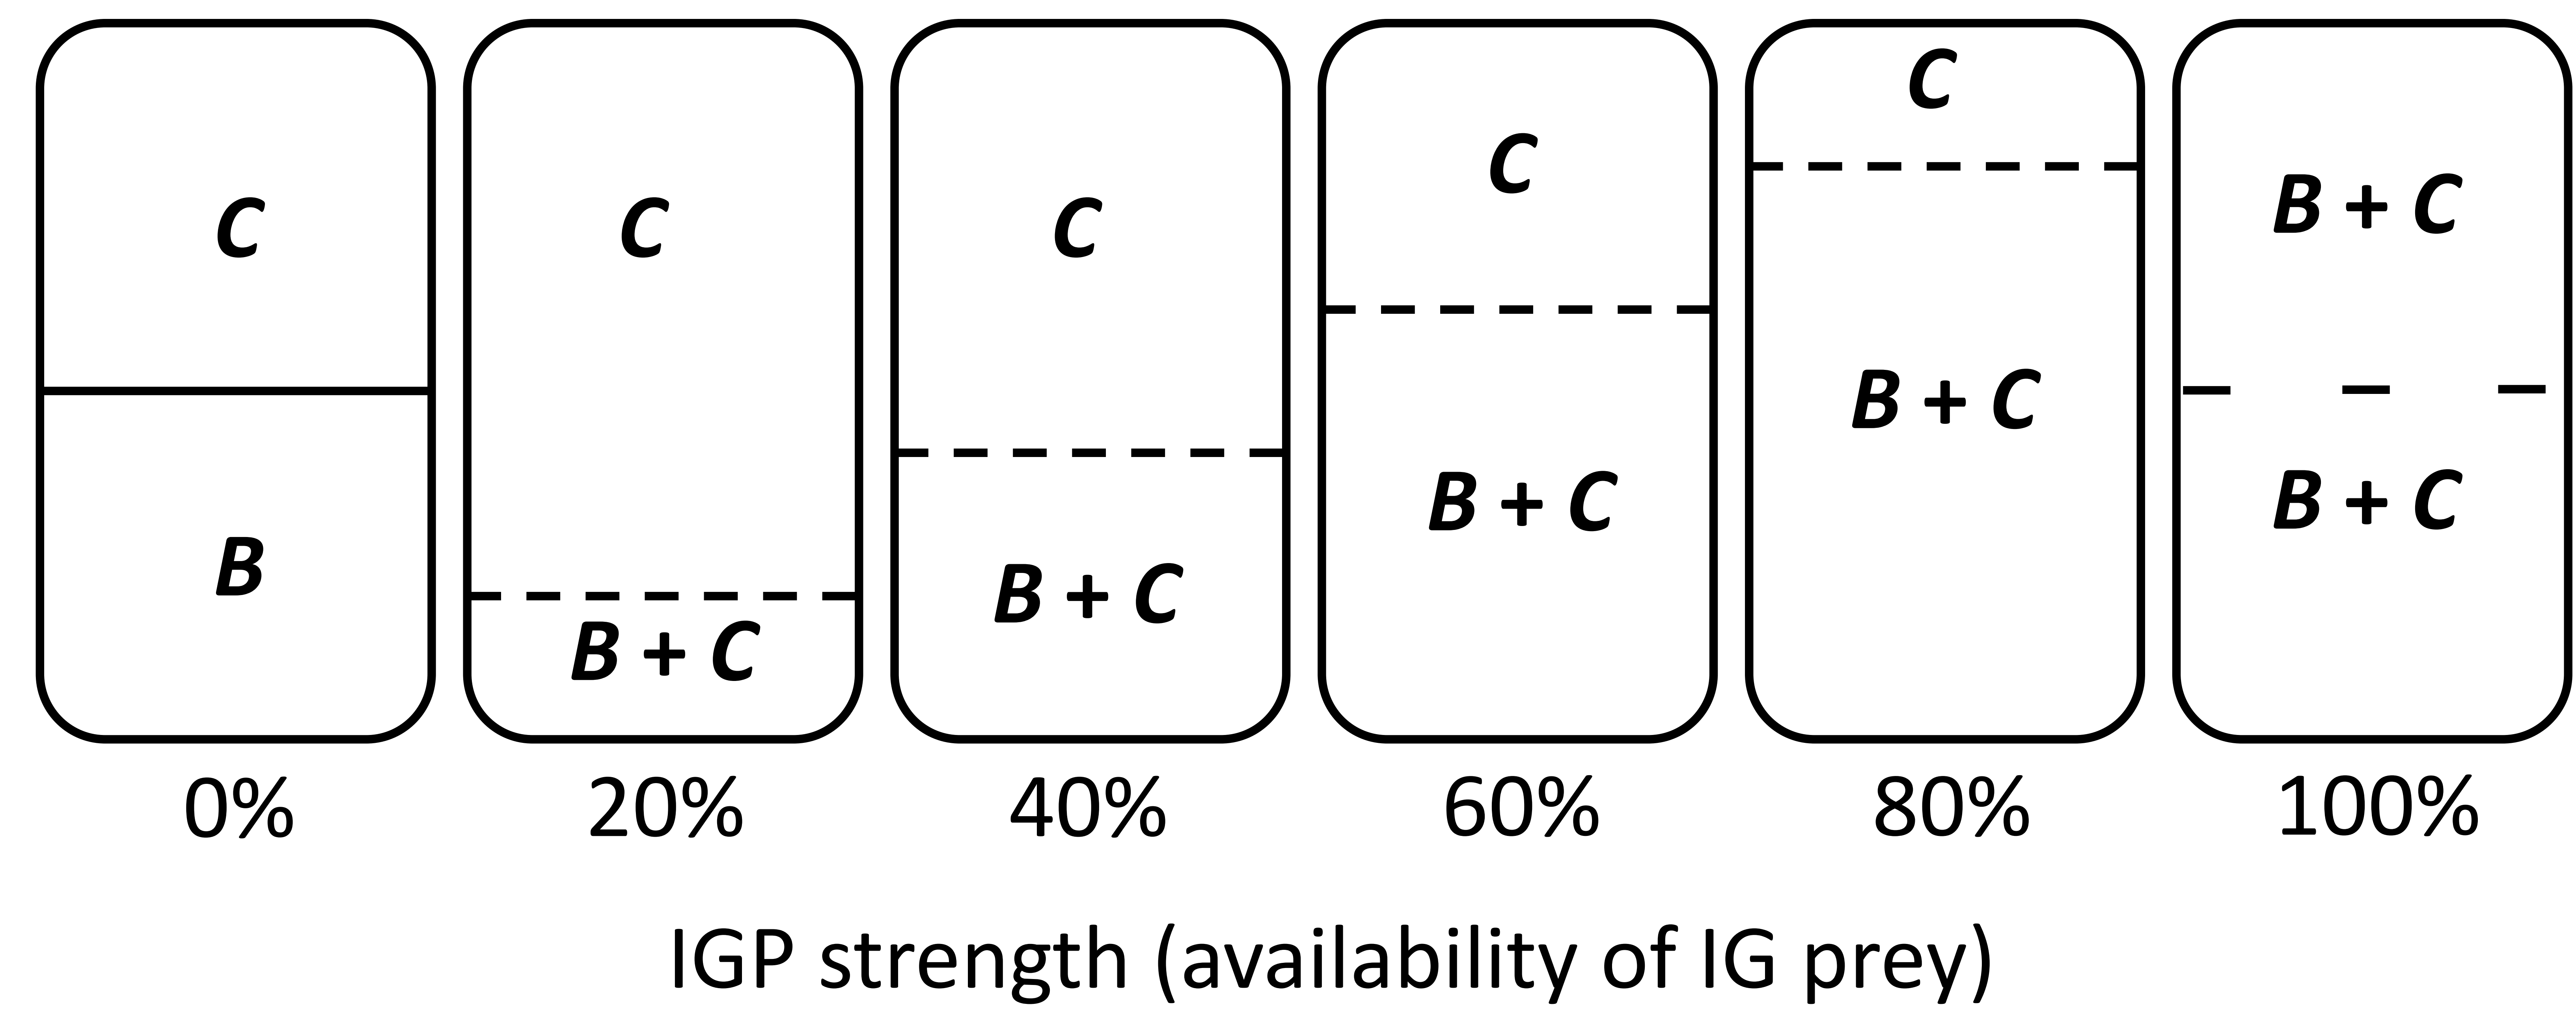 C
B
0%
C
B + C
20%
C
B + C
40%
C
B + C
60%
C
B + C
80%
B + C
B + C
100%
IGP strength (availability of IG prey)